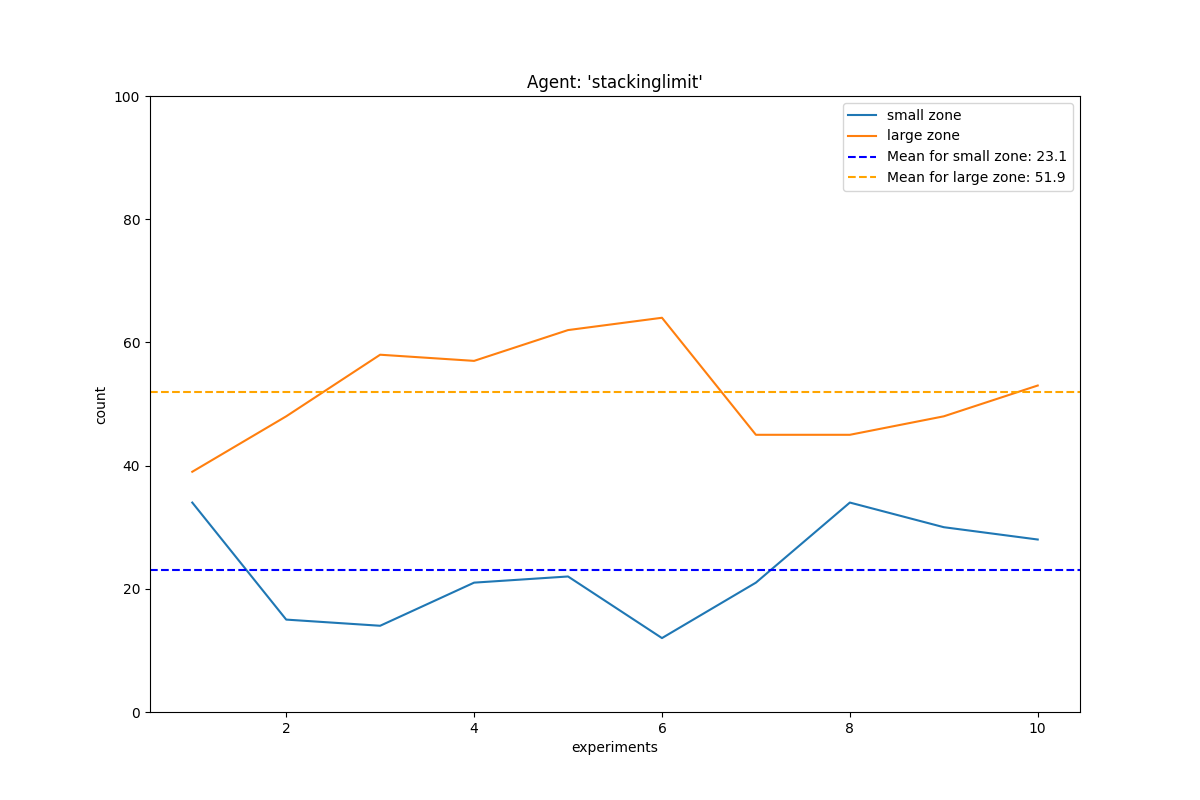 Agent: 'stackinglimit'
small zone
large zone
Mean for small zone: 23.1
Mean for large zone: 51.9
100
80
60
40
20
0
count
2 4 6 8 10
experiments